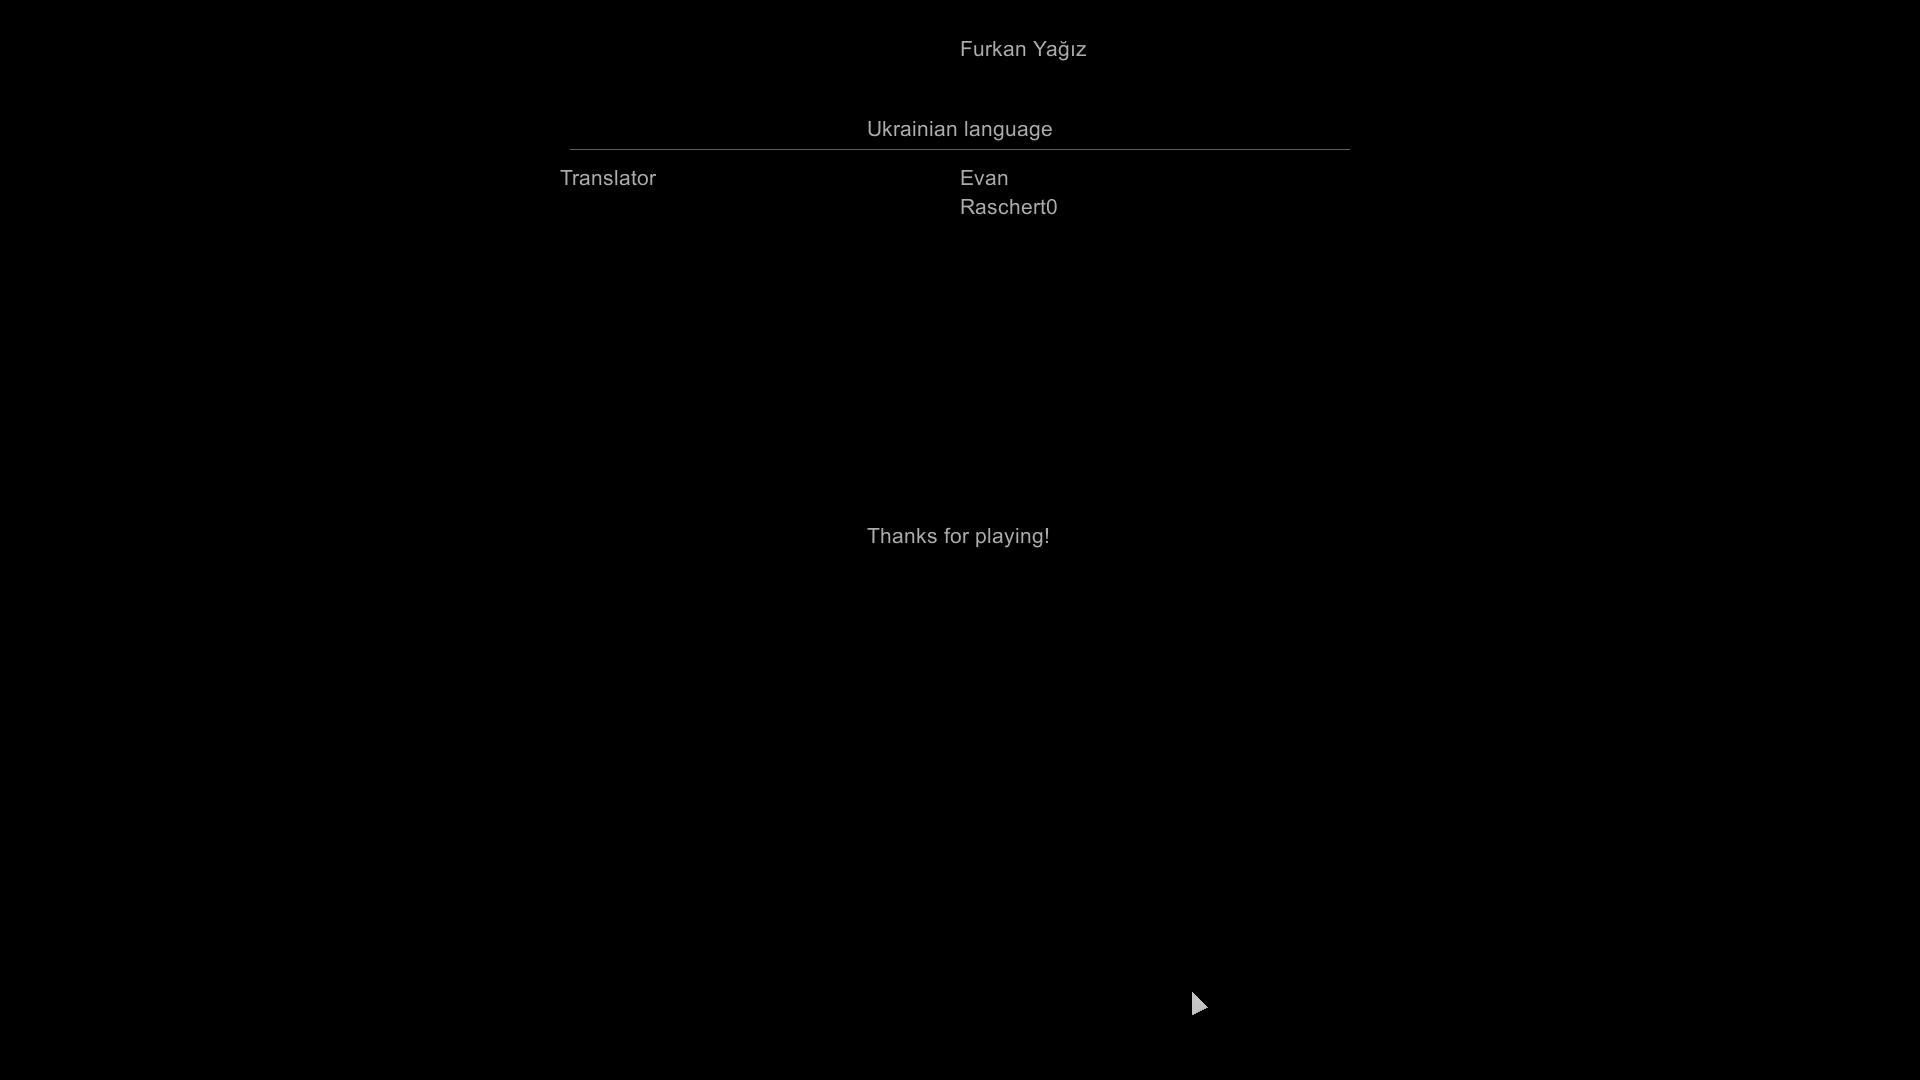 Furkan Yağız
Ukrainian language
Translator Evan
Raschert0
Thanks for playing!